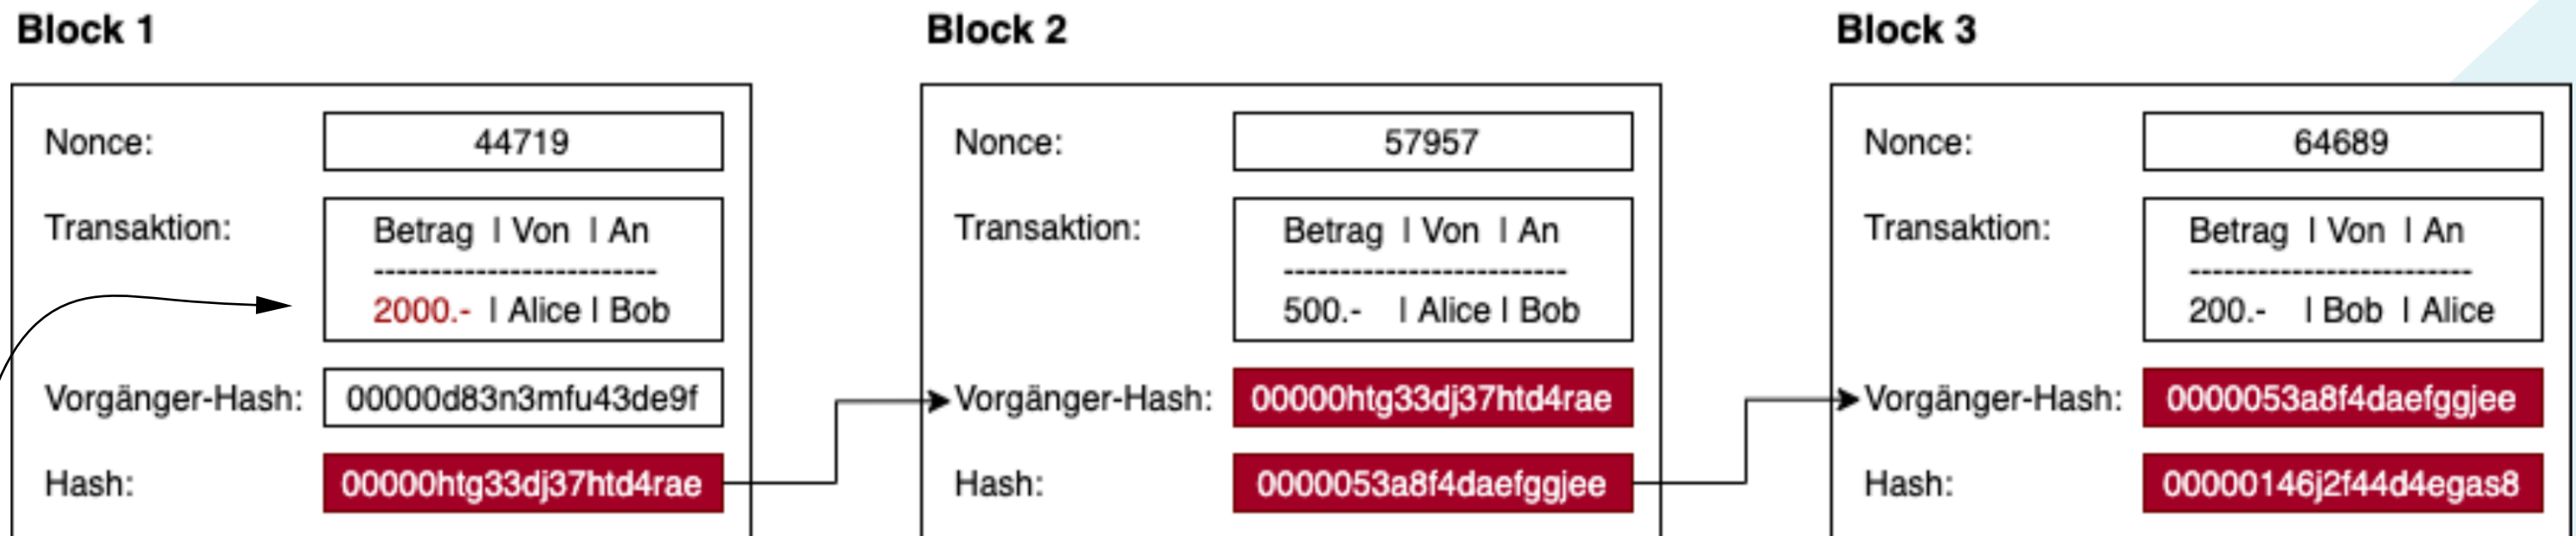 Block 1
Nonce: 44719
Transaktion: Betrag | Von | An
-------------------------
2000.- | Alice | Bob
Vorgänger-Hash: 00000d83n3mfu43de9f
Hash: 00000htg33dj37htd4rae
Block 2
Nonce: 57957
Transaktion: Betrag | Von | An
-------------------------
500.- | Alice | Bob
Vorgänger-Hash: 00000htg33dj37htd4rae
Hash: 0000053a8f4daefggjee
Block 3
Nonce: 64689
Transaktion: Betrag | Von | An
-------------------------
200.- | Bob | Alice
Vorgänger-Hash: 0000053a8f4daefggjee
Hash: 00000146j2f44d4egas8